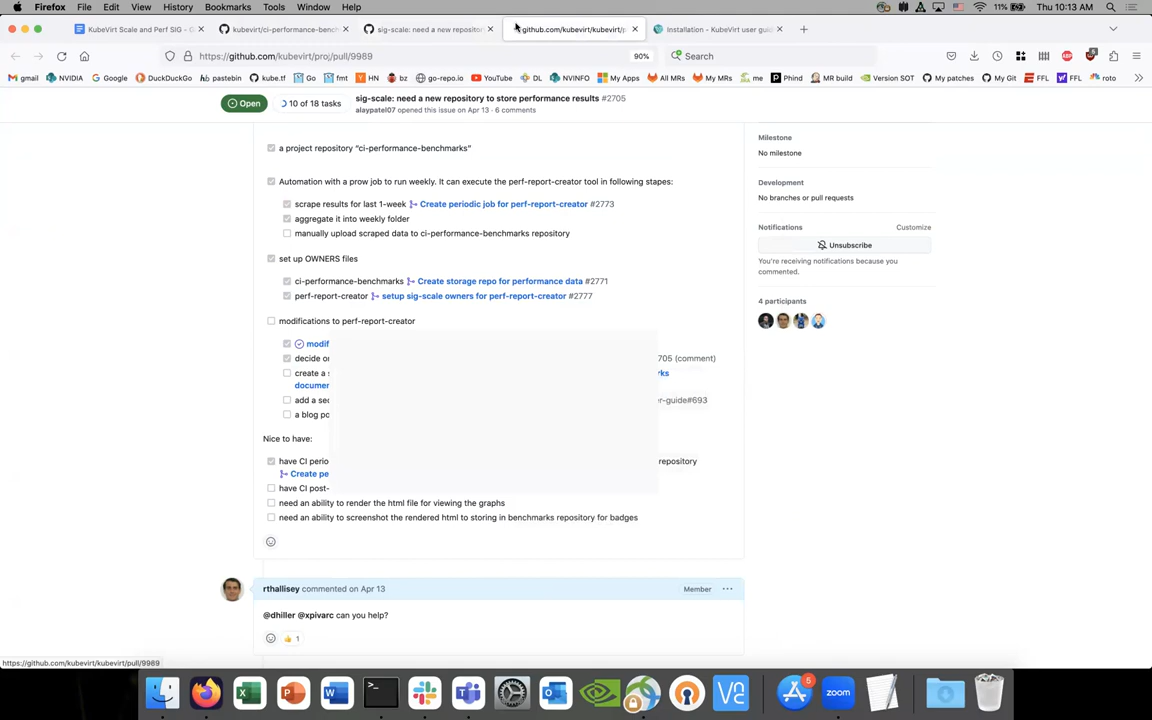 Firefox File Edit View History Bookmarks Tools Window Help 11% Thu 10:13 AM
KubeVirt Scale and Perf SIG - G
kubevirt/ci-performance-bench
sig-scale: need a new repositor
github.com/kubevirt/kubevirt/p
Installation - KubeVirt user guid
https://github.com/kubevirt/proj/pull/9989 90% Search
gmail NVIDIA Google DuckDuckGo pastebin kube.tf Go fmt HN bz go-repo.io YouTube DL NVINFO My Apps All MRs My MRs me Phind MR build Version SOT My patches My Git FFL FFL roto
Open 10 of 18 tasks sig-scale: need a new repository to store performance results #2705
alaypatel07 opened this issue on Apr 13 · 6 comments
a project repository “ci-performance-benchmarks”
Automation with a prow job to run weekly. It can execute the perf-report-creator tool in following stapes:
scrape results for last 1-week Create periodic job for perf-report-creator #2773
aggregate it into weekly folder
manually upload scraped data to ci-performance-benchmarks repository
set up OWNERS files
ci-performance-benchmarks Create storage repo for performance data #2771
perf-report-creator setup sig-scale owners for perf-report-creator #2777
modifications to perf-report-creator
modif
decide o 705 (comment)
create a s rks
documer
add a sec r-guide#693
a blog po
Nice to have:
have CI perio repository
Create pe
have CI post-
need an ability to render the html file for viewing the graphs
need an ability to screenshot the rendered html to storing in benchmarks repository for badges
rthallisey commented on Apr 13 Member
@dhiller @xpivarc can you help?
1
Milestone
No milestone
Development
No branches or pull requests
Notifications Customize
Unsubscribe
You're receiving notifications because you
commented.
4 participants
https://github.com/kubevirt/kubevirt/pull/9989
5
zoom